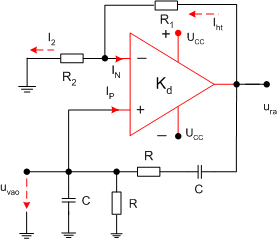 R1
Iht
I2
+
UCC
R2
IN
−
Kd
IP
+
ura
−
UCC
R
uvao
C
R
C